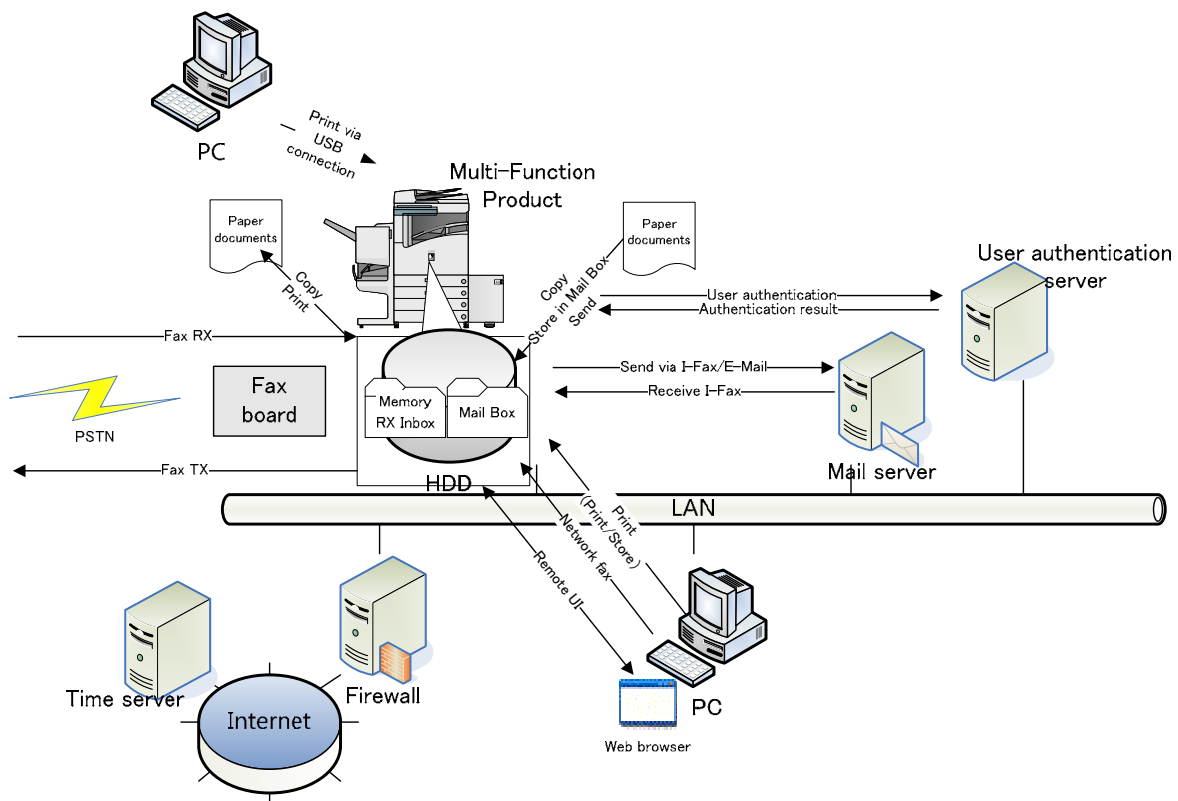 PC
Print via
USB
connection
Multi-Function
Product
Paper
documents
Paper
documents
User authentication
server
Copy
Print
Copy
Store in Mail Box
Send
User authentication
Authentication result
Fax RX
Send via I-Fax/E-Mail
Receive I-Fax
Fax
board
Memory
RX Inbox
Mail Box
PSTN
Fax TX
HDD
Mail server
LAN
Print
(Print/Store)
Network fax
Remote UI
Time server
Firewall
Internet
PC
Web browser